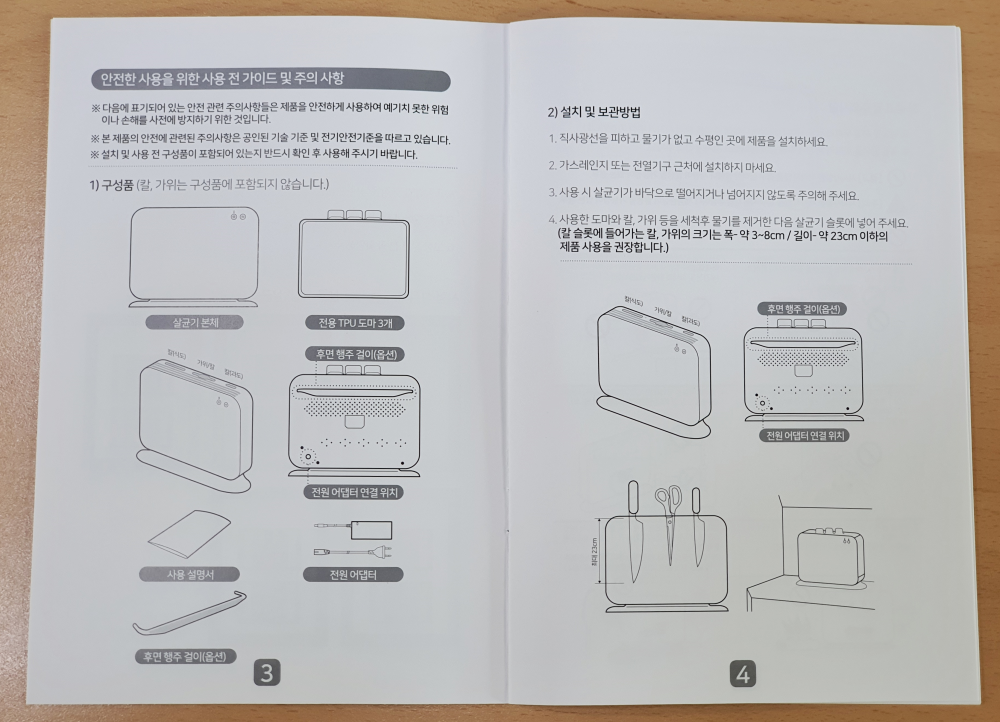 안전한 사용을 위한 사용 전 가이드 및 주의 사항
※ 다음에 표기되어 있는 안전 관련 주의사항들은 제품을 안전하게 사용하여 예기치 못한 위험
이나 손해를 사전에 방지하기 위한 것입니다.
※ 본 제품의 안전에 관련된 주의사항은 공인된 기술 기준 및 전기안전기준을 따르고 있습니다.
※ 설치 및 사용 전 구성품이 포함되어 있는지 반드시 확인 후 사용해 주시기 바랍니다.
1) 구성품 (칼, 가위는 구성품에 포함되지 않습니다.)
살균기 본체
전용 TPU 도마 3개
칼(식도)
가위/칼
칼(과도)
후면 행주 걸이(옵션)
전원 어댑터 연결 위치
사용 설명서
전원 어댑터
후면 행주 걸이(옵션)
3
2) 설치 및 보관방법
1. 직사광선을 피하고 물기가 없고 수평인 곳에 제품을 설치하세요.
2. 가스레인지 또는 전열기구 근처에 설치하지 마세요.
3. 사용 시 살균기가 바닥으로 떨어지거나 넘어지지 않도록 주의해 주세요.
4. 사용한 도마와 칼, 가위 등을 세척후 물기를 제거한 다음 살균기 슬롯에 넣어 주세요.
(칼 슬롯에 들어가는 칼, 가위의 크기는 폭- 약 3~8cm / 길이- 약 23cm 이하의
제품 사용을 권장합니다.)
칼(식도)
가위/칼
칼(과도)
후면 행주 걸이(옵션)
전원 어댑터 연결 위치
최대 23cm
4